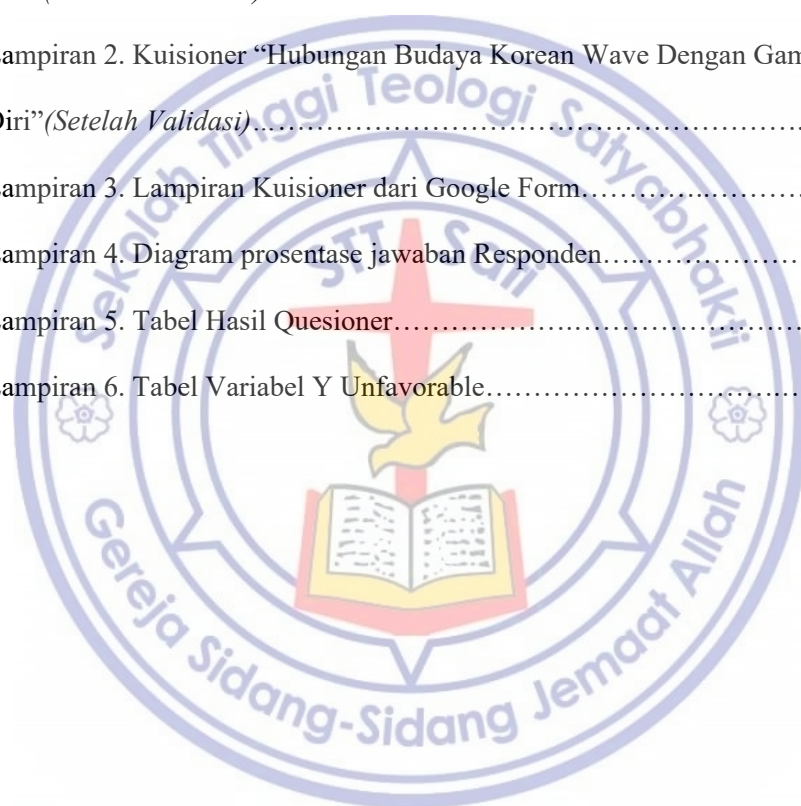 ampiran 2. Kuisioner “Hubungan Budaya Korean Wave Dengan Gam
Diri”(Setelah Validasi)...……………………………………………………..
ampiran 3. Lampiran Kuisioner dari Google Form…………...…………
ampiran 4. Diagram prosentase jawaban Responden…..………………
ampiran 5. Tabel Hasil Quesioner…………………..……………………..
ampiran 6. Tabel Variabel Y Unfavorable…………………………..…..
Sekolah Tinggi Teologi Satyabhakti
STT Sati
Gereja Sidang-Sidang Jemaat Allah